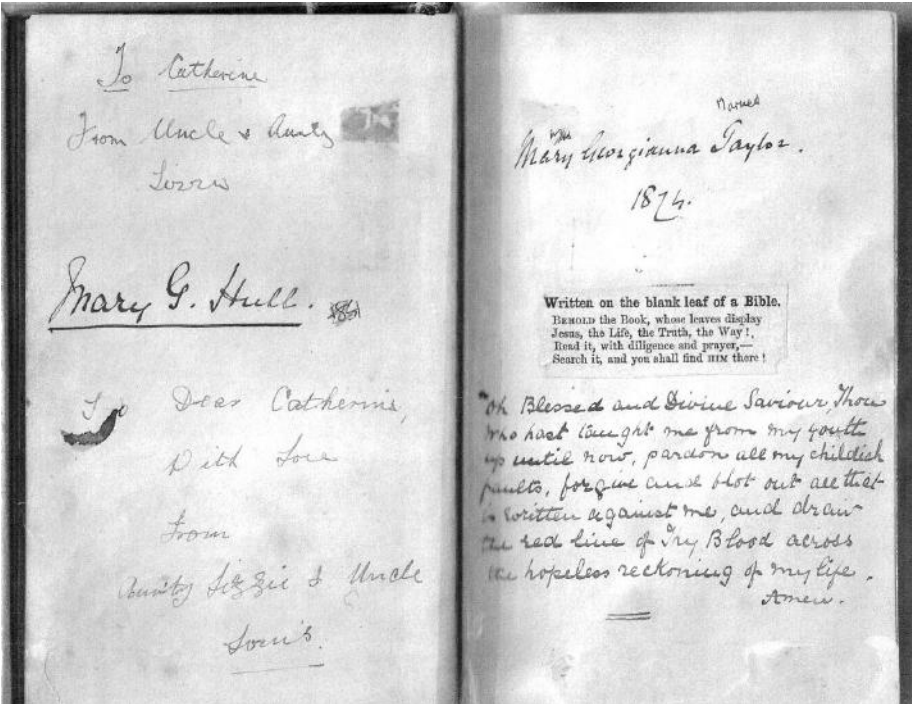 To Catherine
From Uncle & Aunty
Mary G. Hull.
To Dear Catherine,
With Love
From
Aunty Lizzie & Uncle
Mary Georgianna Taylor.
1874.
Written on the blank leaf of a Bible.
BEHOLD the Book, whose leaves display
Jesus, the Life, the Truth, the Way!
Read it, with diligence and prayer,—
Search it, and you shall find HIM there!
"Oh Blessed and Divine Saviour, Thou
who hast taught me from my youth
up until now, pardon all my childish
faults, forgive and blot out all that
is written against me, and draw
the red line of Thy Blood across
the hopeless reckoning of my life.
Amen.